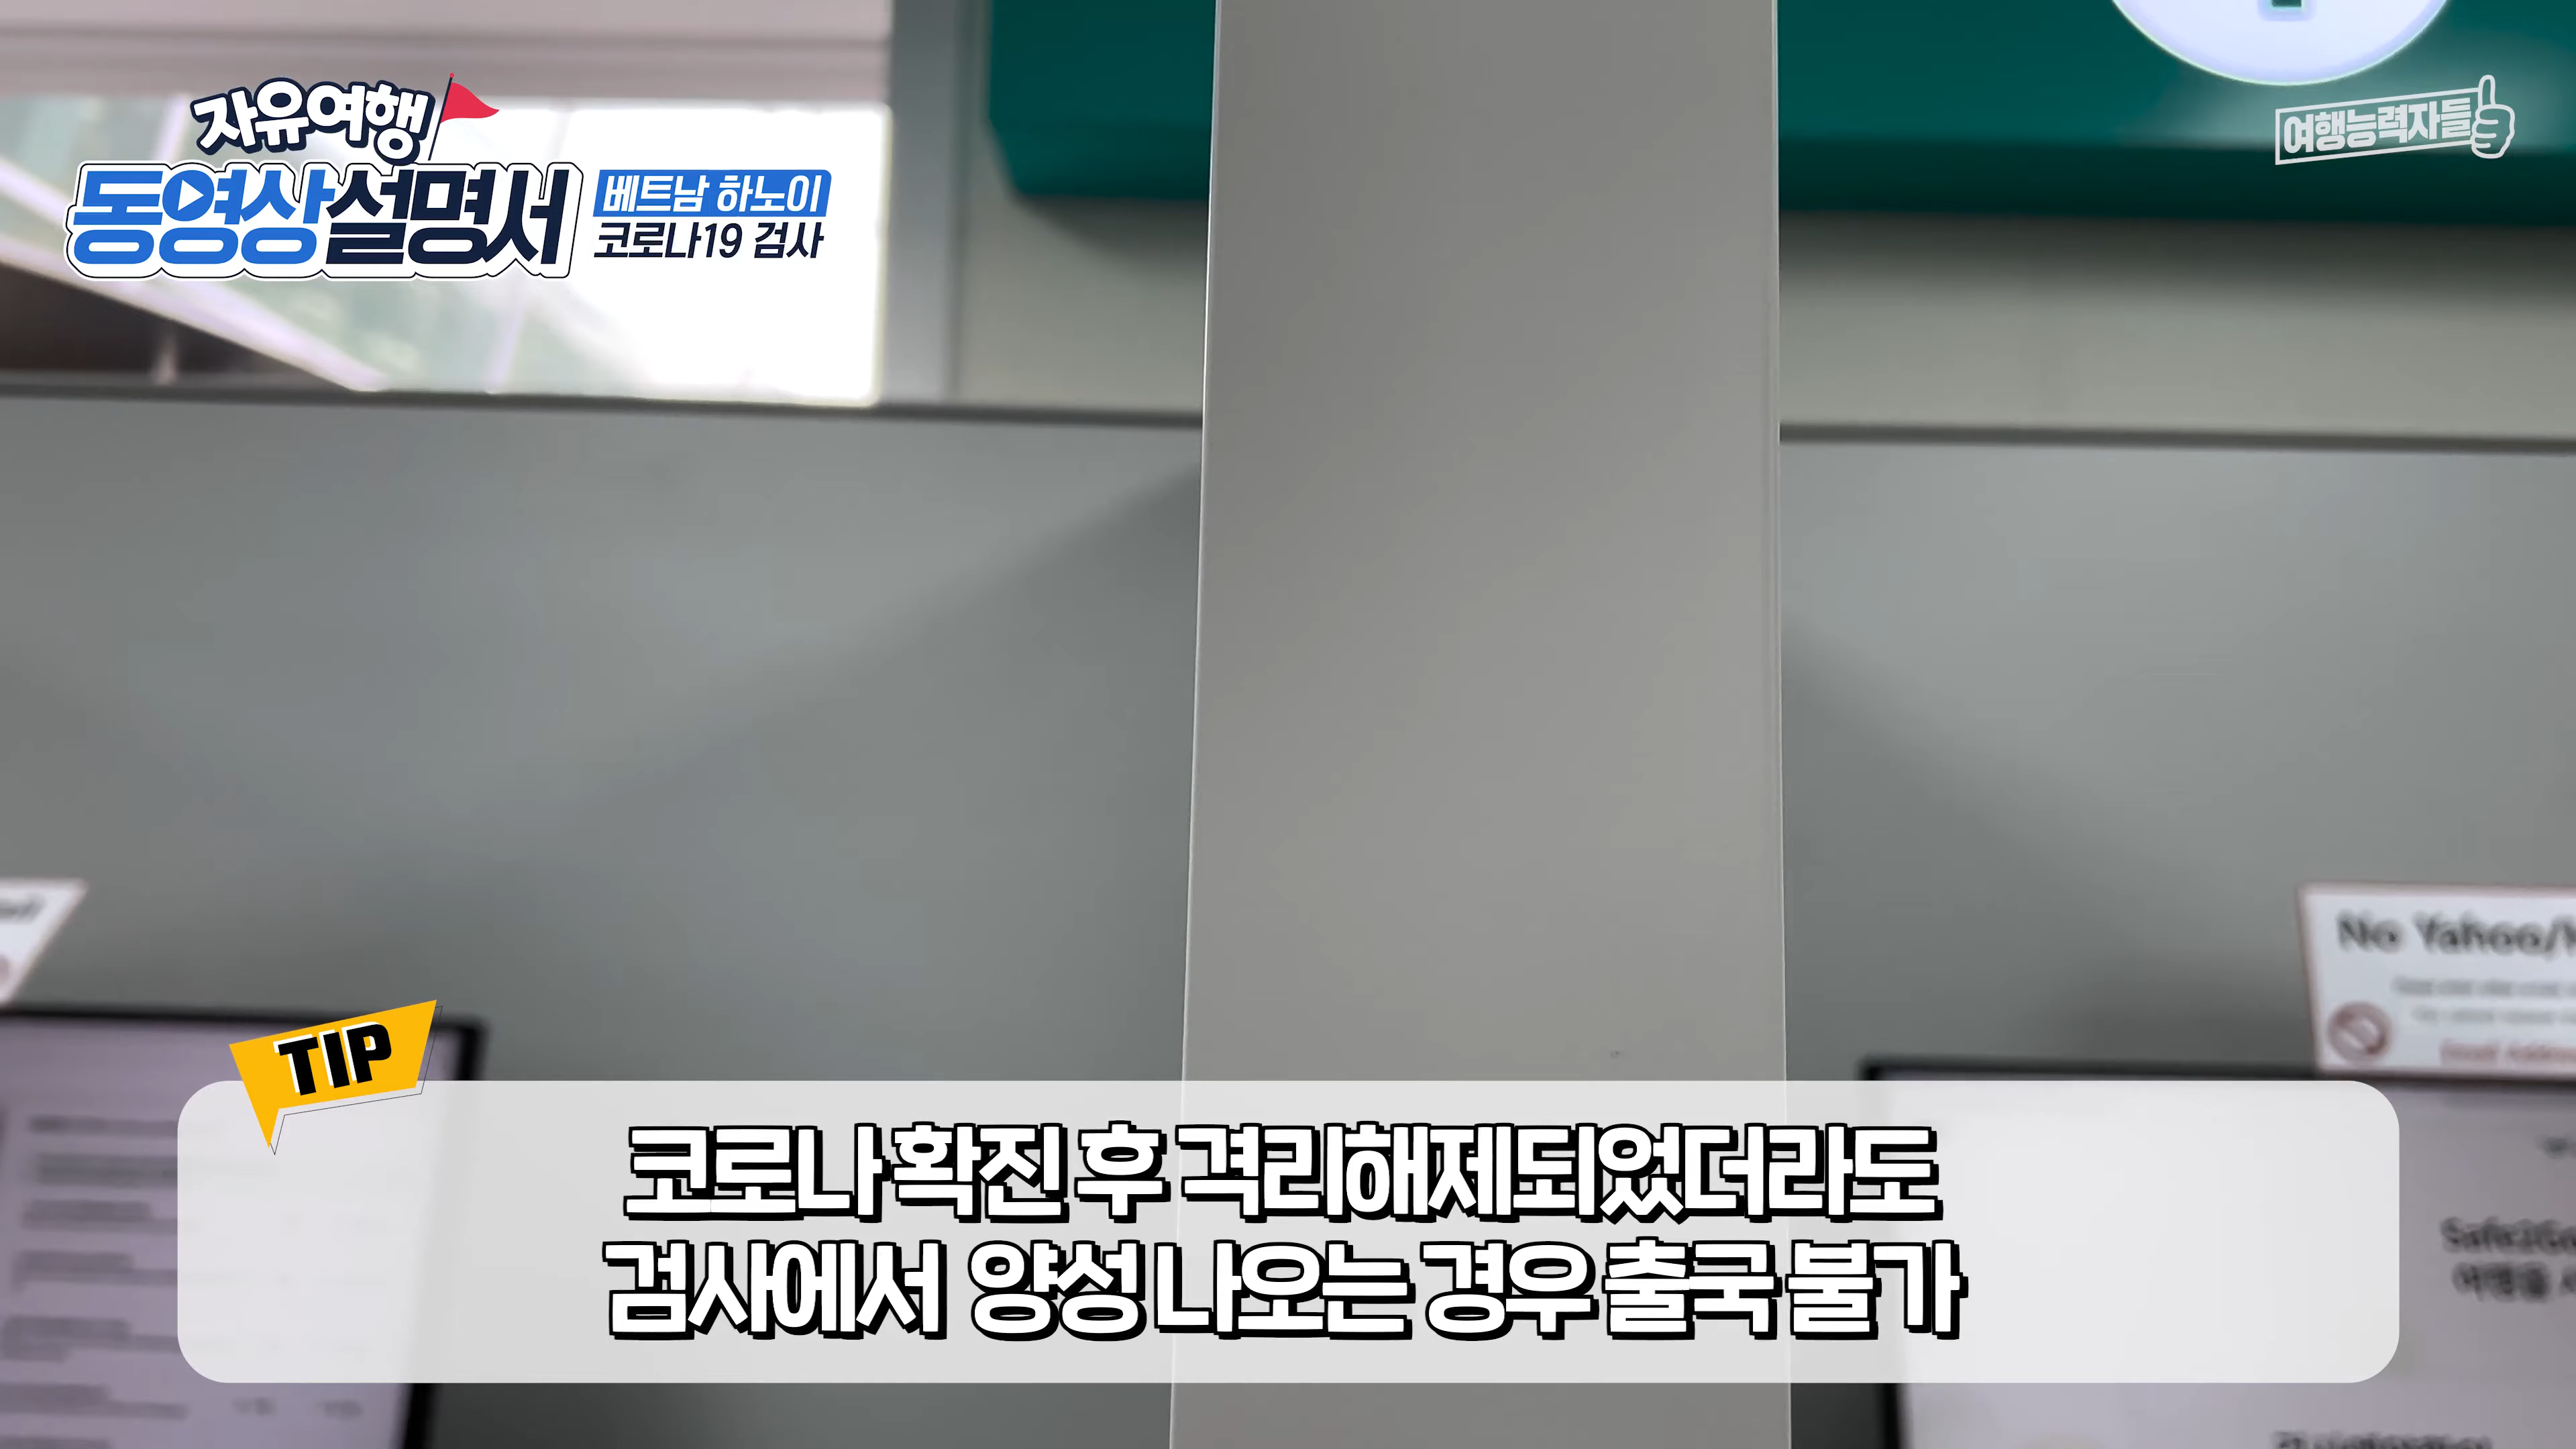 자유여행
동영상설명서
베트남 하노이
코로나19 검사
여행능력자들
No Yahoo/
TIP
코로나 확진 후 격리해제되었더라도
검사에서 양성 나오는 경우 출국 불가